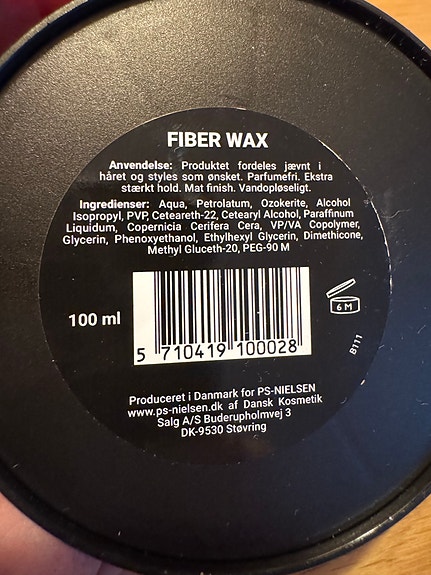 FIBER WAX
Anvendelse: Produktet fordeles jævnt i
håret og styles som ønsket. Parfumefri. Ekstra
stærkt hold. Mat finish. Vandopløseligt.
Ingredienser: Aqua, Petrolatum, Ozokerite, Alcohol
Isopropyl, PVP, Ceteareth-22, Cetearyl Alcohol, Paraffinum
Liquidum, Copernicia Cerifera Cera, VP/VA Copolymer,
Glycerin, Phenoxyethanol, Ethylhexyl Glycerin, Dimethicone,
Methyl Gluceth-20, PEG-90 M
100 ml
5 710419 100028
6 M
B111
Produceret i Danmark for PS-NIELSEN
www.ps-nielsen.dk af Dansk Kosmetik
Salg A/S Buderupholmvej 3
DK-9530 Støvring